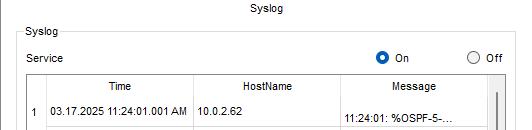 Syslog
Syslog
Service On Off
Time HostName Message
1 03.17.2025 11:24:01.001 AM 10.0.2.62 11:24:01: %OSPF-5-...